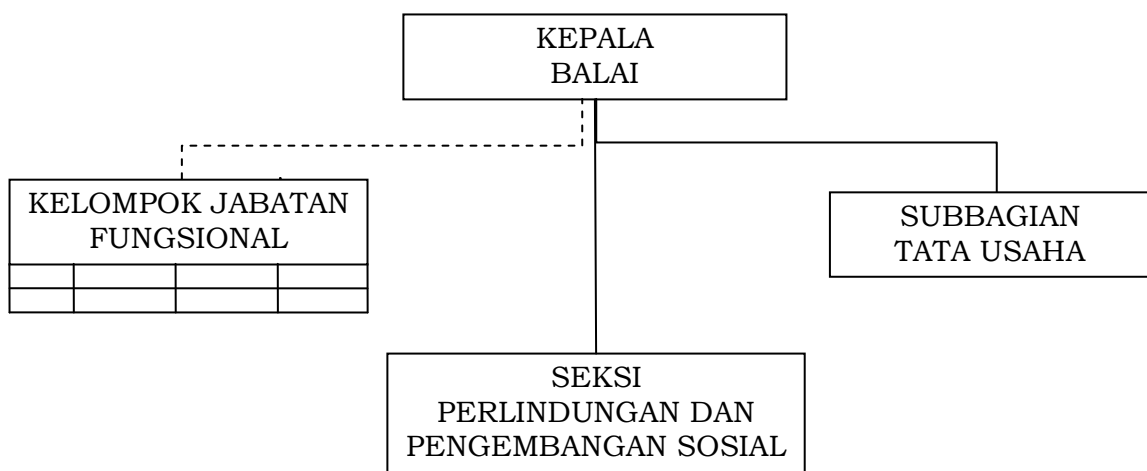 KEPALA
BALAI
KELOMPOK JABATAN
FUNGSIONAL
SUBBAGIAN
TATA USAHA
SEKSI
PERLINDUNGAN DAN
PENGEMBANGAN SOSIAL